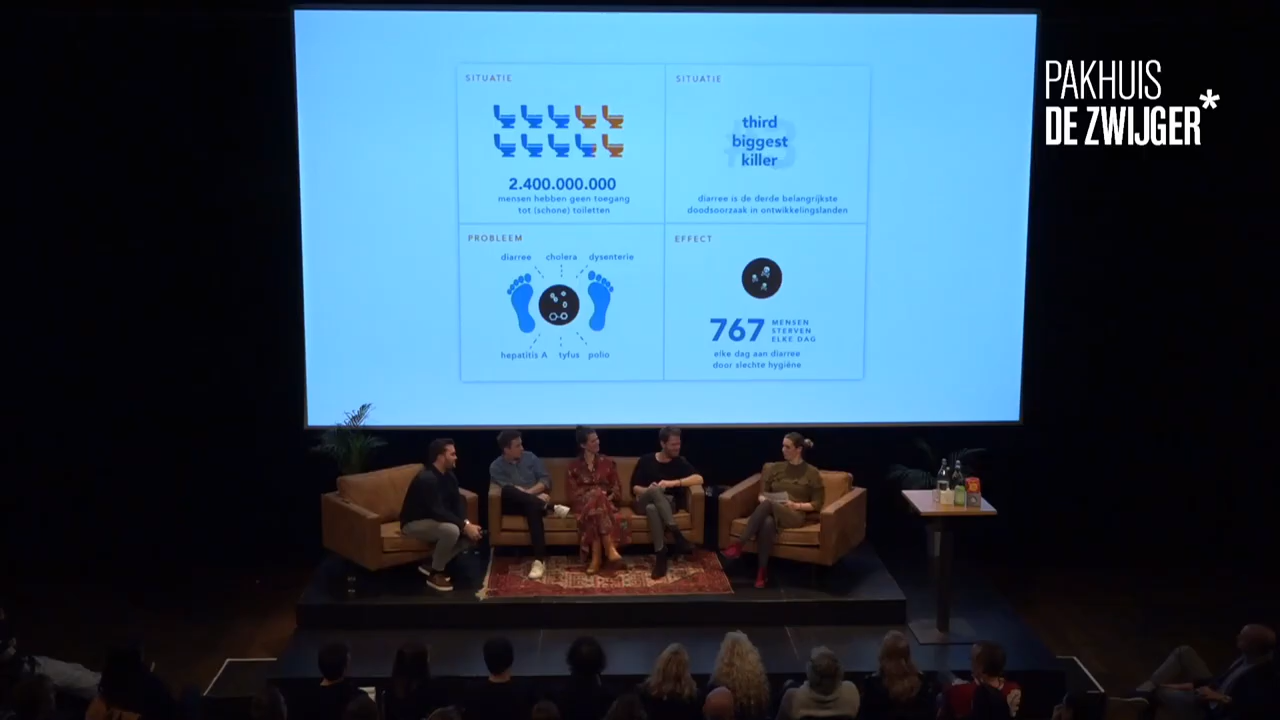 SITUATIE
2.400.000.000
mensen hebben geen toegang
tot (schone) toiletten
SITUATIE
#3
third
biggest
killer
diarree is de derde belangrijkste
doodsoorzaak in ontwikkelingslanden
PROBLEEM
diarree cholera dysenterie
hepatitis A tyfus polio
EFFECT
767 MENSEN
STERVEN
ELKE DAG
elke dag aan diarree
door slechte hygiëne
PAKHUIS
DE ZWIJGER*